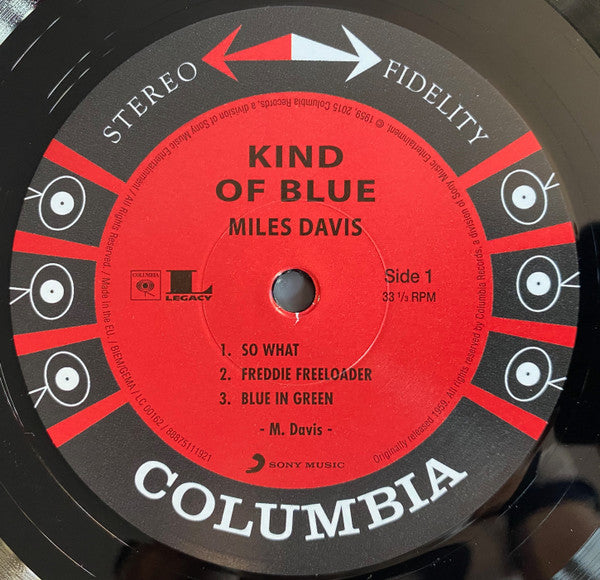 STEREO FIDELITY
KIND
OF BLUE
MILES DAVIS
COLUMBIA
L
LEGACY
Side 1
33 1/3 RPM
1. SO WHAT
2. FREDDIE FREELOADER
3. BLUE IN GREEN
- M. Davis -
SONY MUSIC
COLUMBIA
℗ 1959, 2015 Columbia Records, a division of Sony Music Entertainment / All Rights Reserved. / Made in the EU. / BIEM/GEMA / LC 00162 / 88875111921
Originally released 1959. All rights reserved by Columbia Records, a division of Sony Music Entertainment.